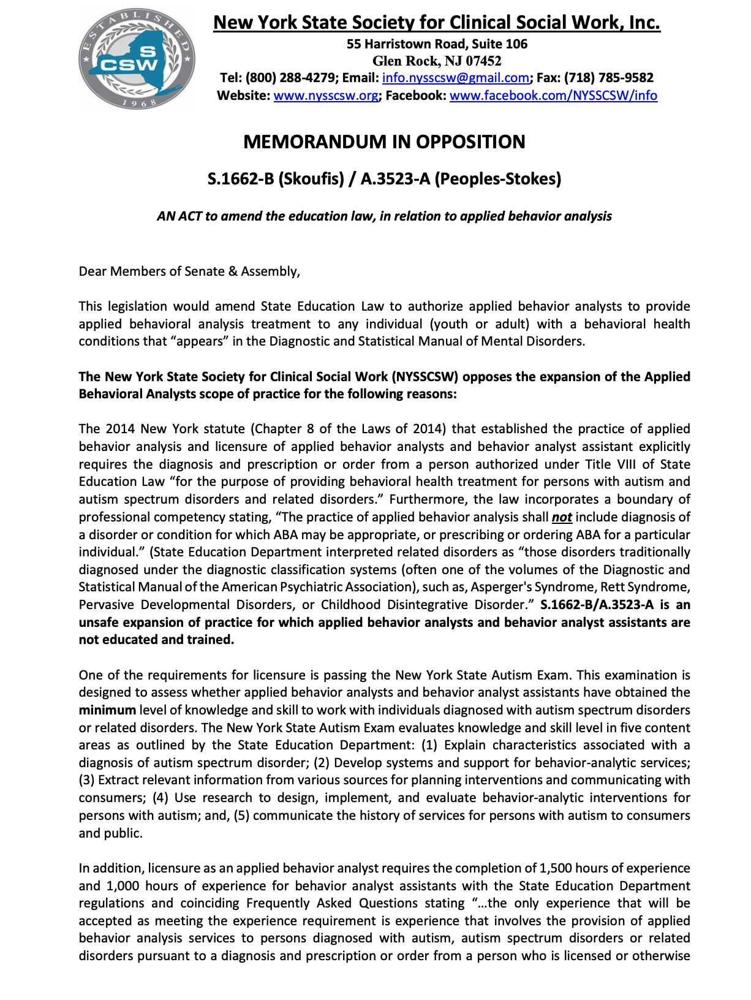 ESTABLISHED
S
CSW
1968
New York State Society for Clinical Social Work, Inc.
55 Harristown Road, Suite 106
Glen Rock, NJ 07452
Tel: (800) 288-4279; Email: info.nysscsw@gmail.com; Fax: (718) 785-9582
Website: www.nysscsw.org; Facebook: www.facebook.com/NYSSCSW/info
MEMORANDUM IN OPPOSITION
S.1662-B (Skoufis) / A.3523-A (Peoples-Stokes)
AN ACT to amend the education law, in relation to applied behavior analysis
Dear Members of Senate & Assembly,
This legislation would amend State Education Law to authorize applied behavior analysts to provide
applied behavioral analysis treatment to any individual (youth or adult) with a behavioral health
conditions that “appears” in the Diagnostic and Statistical Manual of Mental Disorders.
The New York State Society for Clinical Social Work (NYSSCSW) opposes the expansion of the Applied
Behavioral Analysts scope of practice for the following reasons:
The 2014 New York statute (Chapter 8 of the Laws of 2014) that established the practice of applied
behavior analysis and licensure of applied behavior analysts and behavior analyst assistant explicitly
requires the diagnosis and prescription or order from a person authorized under Title VIII of State
Education Law “for the purpose of providing behavioral health treatment for persons with autism and
autism spectrum disorders and related disorders.” Furthermore, the law incorporates a boundary of
professional competency stating, “The practice of applied behavior analysis shall not include diagnosis of
a disorder or condition for which ABA may be appropriate, or prescribing or ordering ABA for a particular
individual.” (State Education Department interpreted related disorders as “those disorders traditionally
diagnosed under the diagnostic classification systems (often one of the volumes of the Diagnostic and
Statistical Manual of the American Psychiatric Association), such as, Asperger's Syndrome, Rett Syndrome,
Pervasive Developmental Disorders, or Childhood Disintegrative Disorder.” S.1662-B/A.3523-A is an
unsafe expansion of practice for which applied behavior analysts and behavior analyst assistants are
not educated and trained.
One of the requirements for licensure is passing the New York State Autism Exam. This examination is
designed to assess whether applied behavior analysts and behavior analyst assistants have obtained the
minimum level of knowledge and skill to work with individuals diagnosed with autism spectrum disorders
or related disorders. The New York State Autism Exam evaluates knowledge and skill level in five content
areas as outlined by the State Education Department: (1) Explain characteristics associated with a
diagnosis of autism spectrum disorder; (2) Develop systems and support for behavior-analytic services;
(3) Extract relevant information from various sources for planning interventions and communicating with
consumers; (4) Use research to design, implement, and evaluate behavior-analytic interventions for
persons with autism; and, (5) communicate the history of services for persons with autism to consumers
and public.
In addition, licensure as an applied behavior analyst requires the completion of 1,500 hours of experience
and 1,000 hours of experience for behavior analyst assistants with the State Education Department
regulations and coinciding Frequently Asked Questions stating “…the only experience that will be
accepted as meeting the experience requirement is experience that involves the provision of applied
behavior analysis services to persons diagnosed with autism, autism spectrum disorders or related
disorders pursuant to a diagnosis and prescription or order from a person who is licensed or otherwise